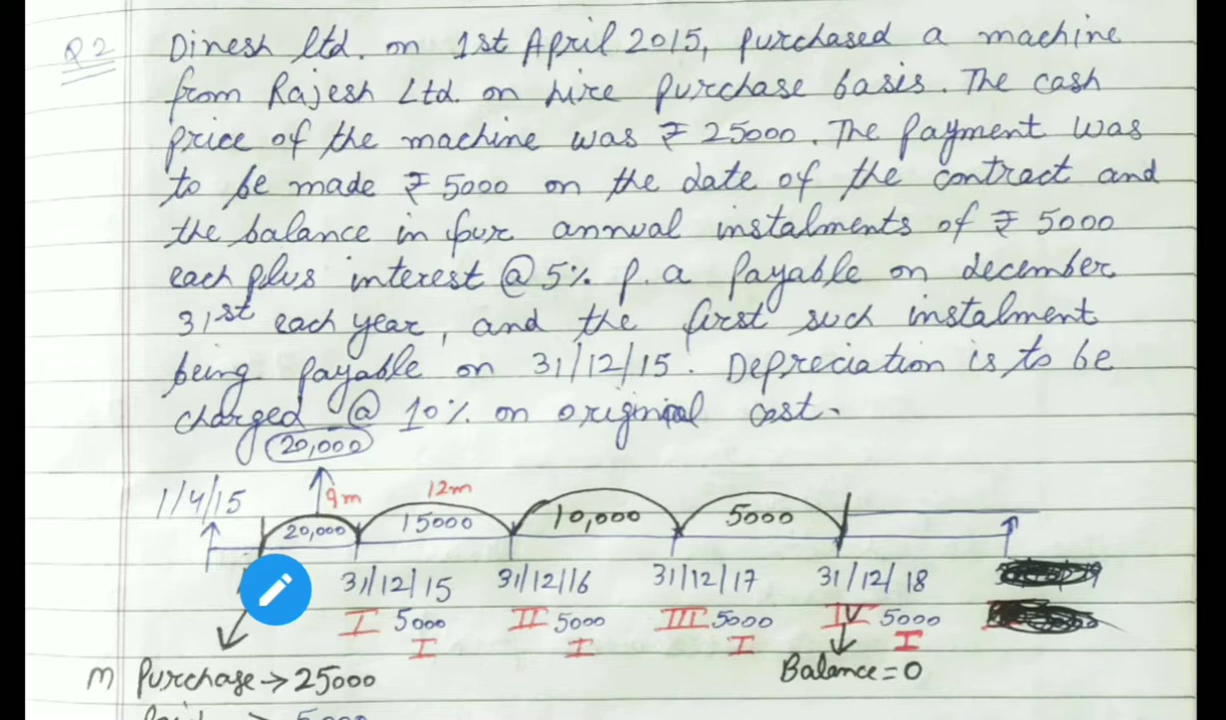 Q2 Dinesh ltd. on 1st April 2015, purchased a machine
from Rajesh Ltd. on hire purchase basis. The cash
price of the machine was ₹ 25000. The payment was
to be made ₹ 5000 on the date of the contract and
the balance in four annual instalments of ₹ 5000
each plus interest @ 5% p.a payable on december
31st each year, and the first such instalment
being payable on 31/12/15. Depreciation is to be
charged @ 10% on original cost.
20,000
1/4/15 9m 12m
20,000 15000 10,000 5000
31/12/15 31/12/16 31/12/17 31/12/18
I 5000 II 5000 III 5000 IV 5000
I I I I
Balance = 0
m Purchase → 25000